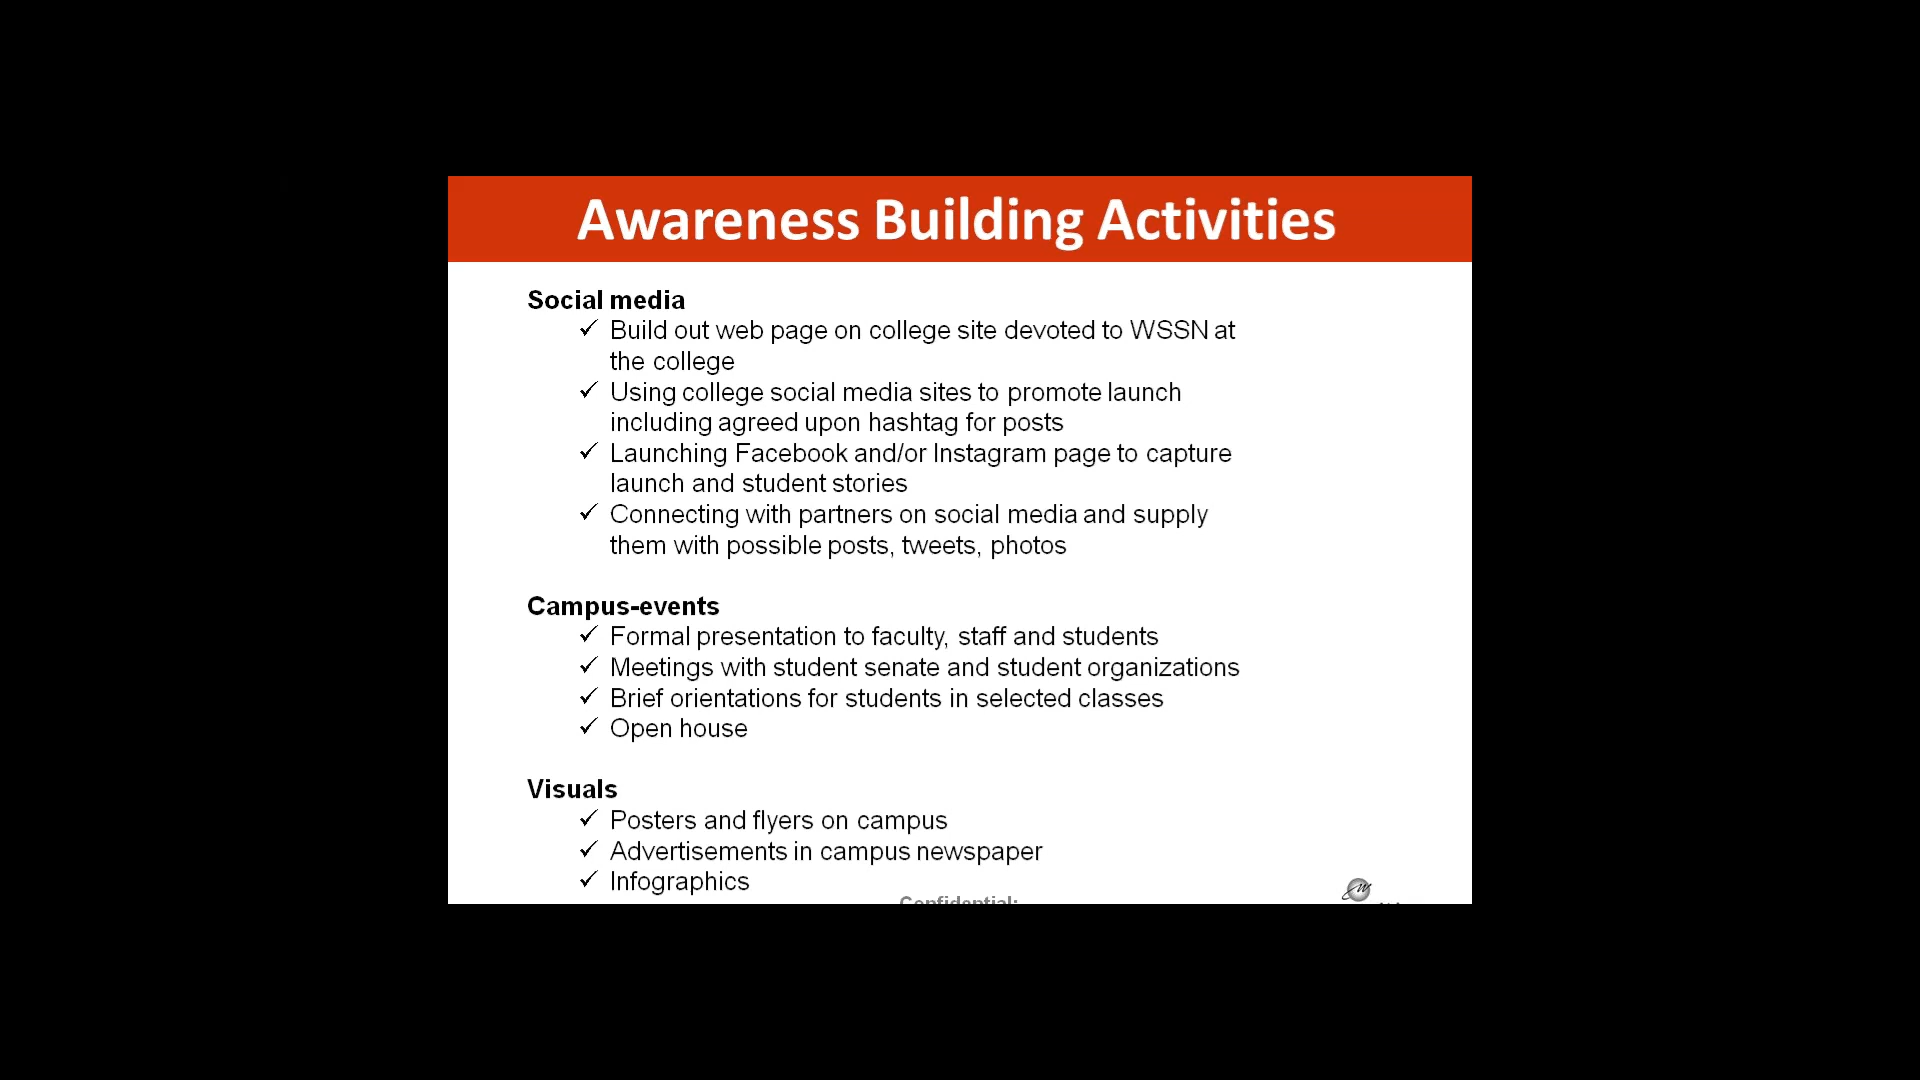 Awareness Building Activities
Social media
✓ Build out web page on college site devoted to WSSN at
the college
✓ Using college social media sites to promote launch
including agreed upon hashtag for posts
✓ Launching Facebook and/or Instagram page to capture
launch and student stories
✓ Connecting with partners on social media and supply
them with possible posts, tweets, photos
Campus-events
✓ Formal presentation to faculty, staff and students
✓ Meetings with student senate and student organizations
✓ Brief orientations for students in selected classes
✓ Open house
Visuals
✓ Posters and flyers on campus
✓ Advertisements in campus newspaper
✓ Infographics
Confidential: